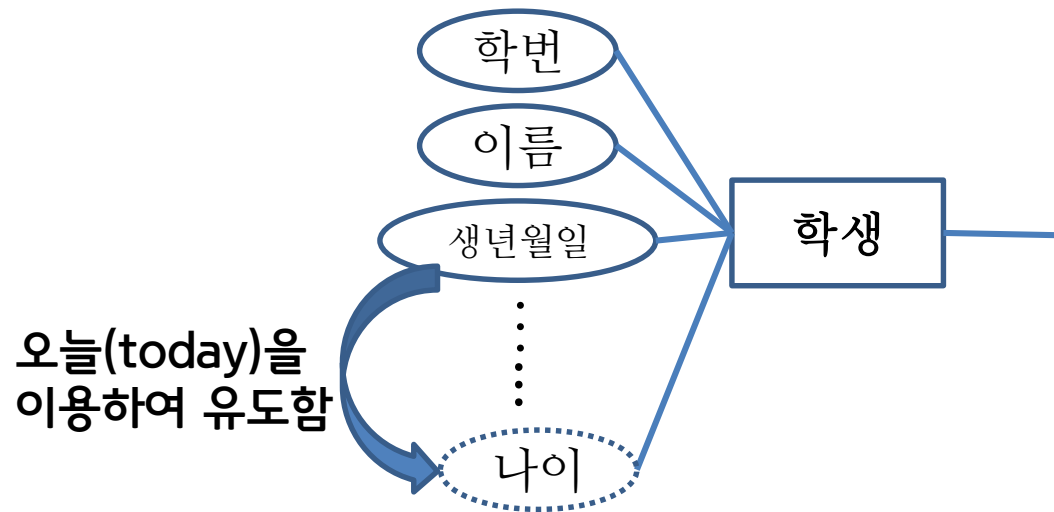 학번
이름
생년월일
학생
오늘(today)을
이용하여 유도함
나이